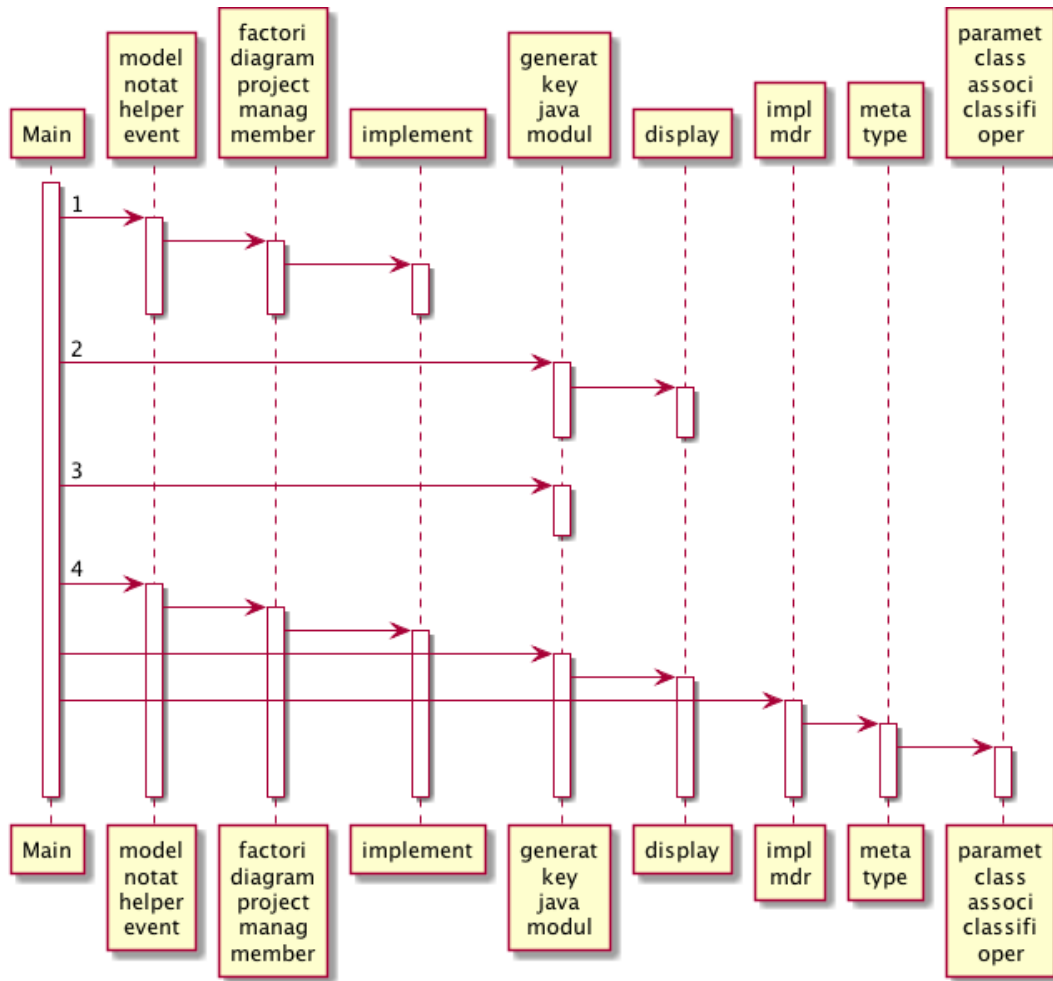 Main
model
notat
helper
event
factori
diagram
project
manag
member
implement
generat
key
java
modul
display
impl
mdr
meta
type
paramet
class
associ
classifi
oper
1
2
3
4
Main
model
notat
helper
event
factori
diagram
project
manag
member
implement
generat
key
java
modul
display
impl
mdr
meta
type
paramet
class
associ
classifi
oper